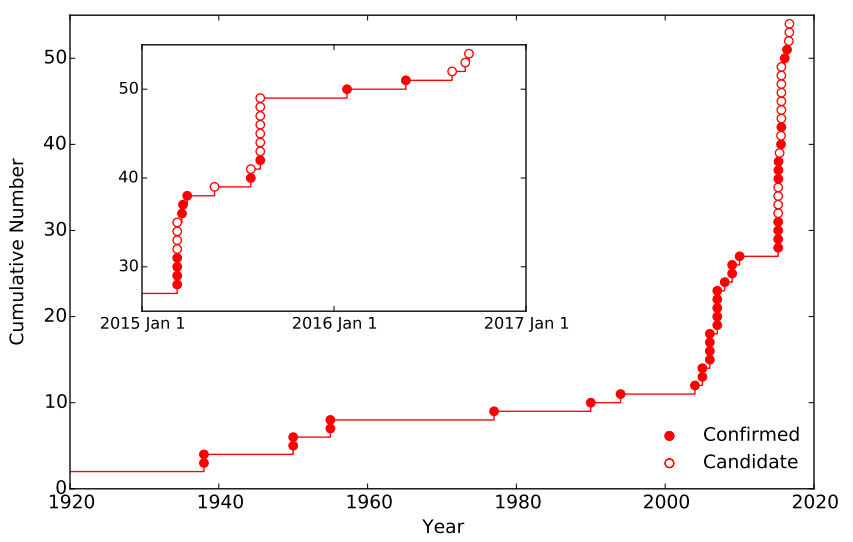 50
40
30
20
10
0
Cumulative Number
50
40
30
2015 Jan 1 2016 Jan 1 2017 Jan 1
Confirmed
Candidate
1920 1940 1960 1980 2000 2020
Year